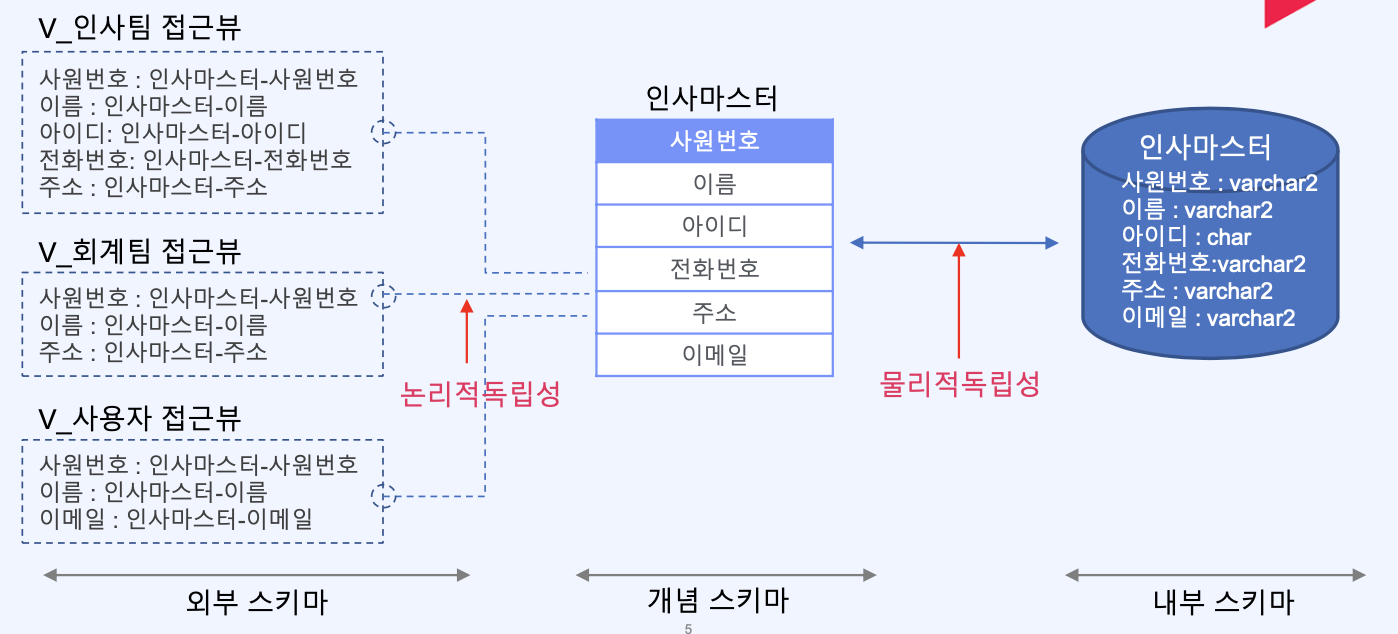 V_인사팀 접근뷰
사원번호 : 인사마스터-사원번호
이름 : 인사마스터-이름
아이디: 인사마스터-아이디
전화번호: 인사마스터-전화번호
주소 : 인사마스터-주소
V_회계팀 접근뷰
사원번호 : 인사마스터-사원번호
이름 : 인사마스터-이름
주소 : 인사마스터-주소
논리적독립성
V_사용자 접근뷰
사원번호 : 인사마스터-사원번호
이름 : 인사마스터-이름
이메일 : 인사마스터-이메일
외부 스키마
인사마스터
사원번호
이름
아이디
전화번호
주소
이메일
개념 스키마
물리적독립성
인사마스터
사원번호 : varchar2
이름 : varchar2
아이디 : char
전화번호:varchar2
주소 : varchar2
이메일 : varchar2
내부 스키마
5